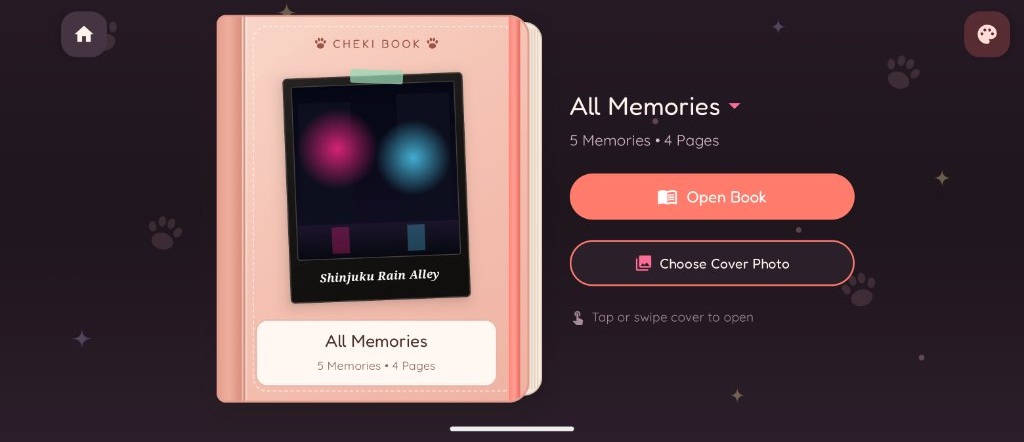 CHEKI BOOK
Shinjuku Rain Alley
All Memories
5 Memories • 4 Pages
All Memories
5 Memories • 4 Pages
Open Book
Choose Cover Photo
Tap or swipe cover to open